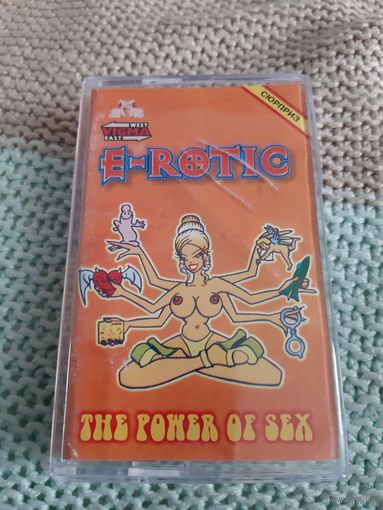 WEST
VIGMA
EAST
СЮРПРИЗ
E-ROTIC
THE POWER OF SEX